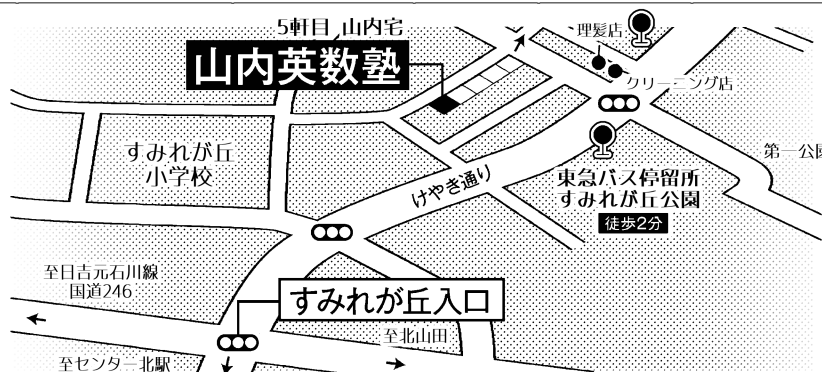 5軒目 山内宅
山内英数塾
理髪店
クリーニング店
すみれが丘
小学校
けやき通り
第一公園
東急バス停留所
すみれが丘公園
徒歩2分
至日吉元石川線
国道246
すみれが丘入口
至北山田
至センター北駅